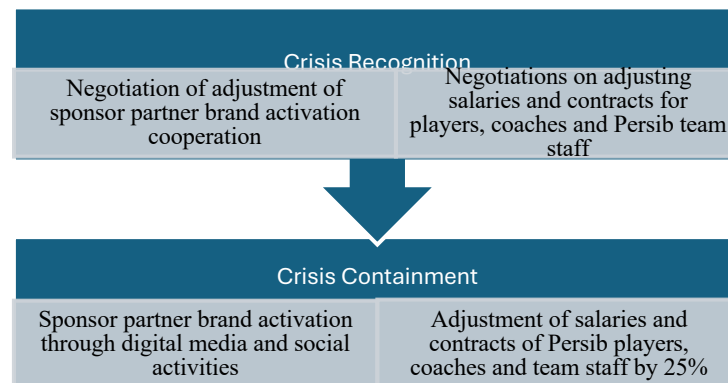 Crisis Recognition
Negotiation of adjustment of
sponsor partner brand activation
cooperation
Negotiations on adjusting
salaries and contracts for
players, coaches and Persib team
staff
Crisis Containment
Sponsor partner brand activation
through digital media and social
activities
Adjustment of salaries and
contracts of Persib players,
coaches and team staff by 25%